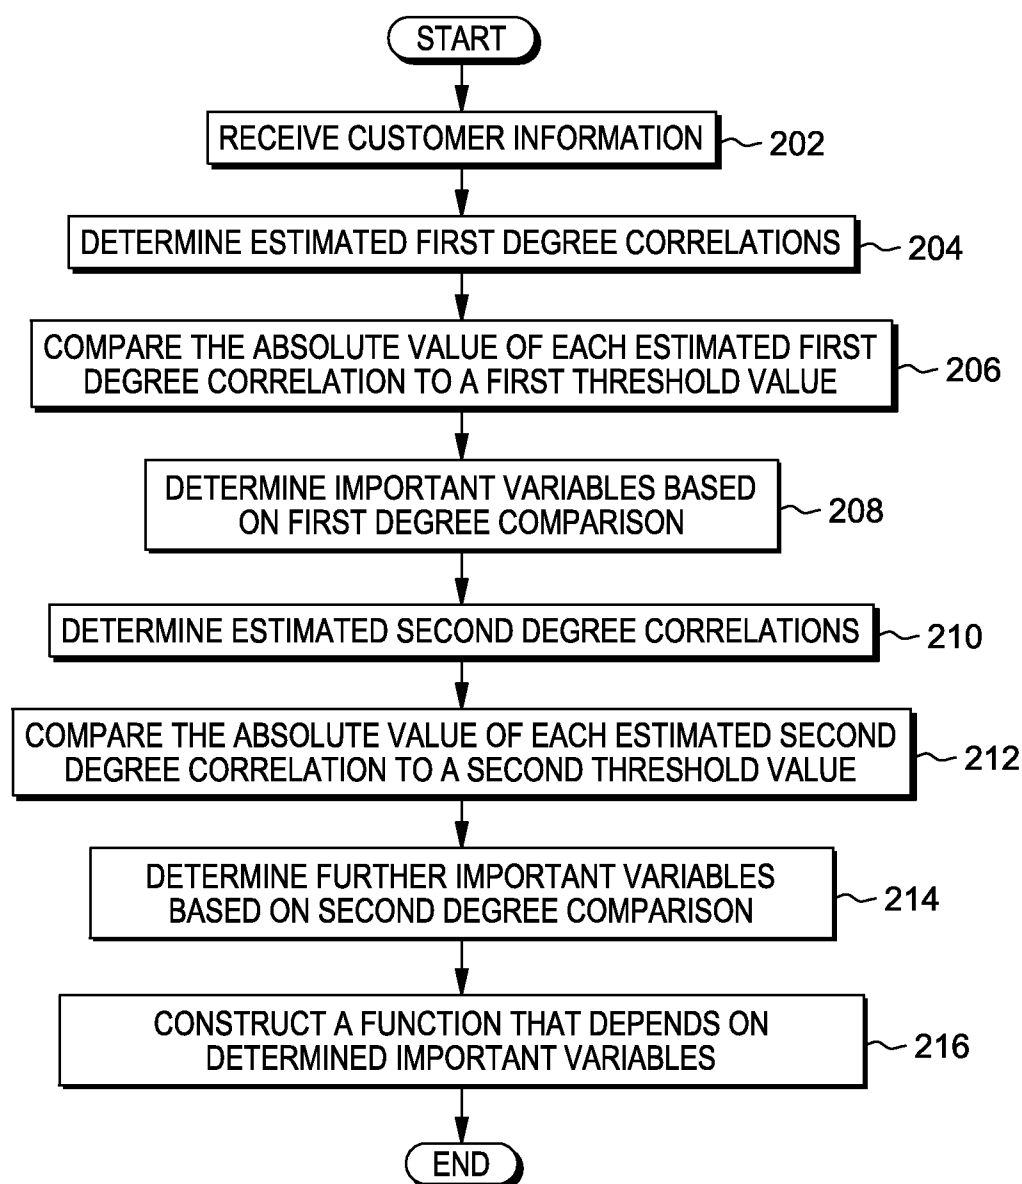 START
RECEIVE CUSTOMER INFORMATION
202
DETERMINE ESTIMATED FIRST DEGREE CORRELATIONS
204
COMPARE THE ABSOLUTE VALUE OF EACH ESTIMATED FIRST
DEGREE CORRELATION TO A FIRST THRESHOLD VALUE
206
DETERMINE IMPORTANT VARIABLES BASED
ON FIRST DEGREE COMPARISON
208
DETERMINE ESTIMATED SECOND DEGREE CORRELATIONS
210
COMPARE THE ABSOLUTE VALUE OF EACH ESTIMATED SECOND
DEGREE CORRELATION TO A SECOND THRESHOLD VALUE
212
DETERMINE FURTHER IMPORTANT VARIABLES
BASED ON SECOND DEGREE COMPARISON
214
CONSTRUCT A FUNCTION THAT DEPENDS ON
DETERMINED IMPORTANT VARIABLES
216
END